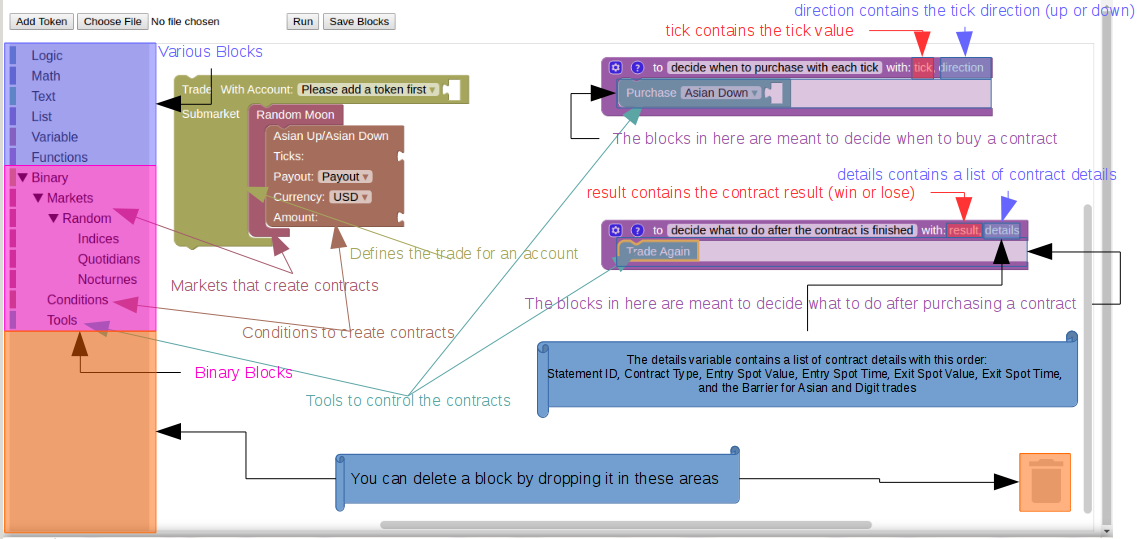 direction contains the tick direction (up or down)
Add Token Choose File No file chosen Run Save Blocks
tick contains the tick value
Various Blocks
Logic
Math
Text
List
Variable
Functions
Binary
Markets
Random
Indices
Quotidians
Nocturnes
Conditions
Tools
Trade With Account: Please add a token first
Submarket
Random Moon
Asian Up/Asian Down
Ticks:
Payout: Payout
Currency: USD
Amount:
to decide when to purchase with each tick with: tick, direction
Purchase Asian Down
The blocks in here are meant to decide when to buy a contract
details contains a list of contract details
result contains the contract result (win or lose)
to decide what to do after the contract is finished with: result, details
Trade Again
Defines the trade for an account
Markets that create contracts
The blocks in here are meant to decide what to do after purchasing a contract
Conditions to create contracts
Binary Blocks
Tools to control the contracts
The details variable contains a list of contract details with this order:
Statement ID, Contract Type, Entry Spot Value, Entry Spot Time, Exit Spot Value, Exit Spot Time,
and the Barrier for Asian and Digit trades
You can delete a block by dropping it in these areas